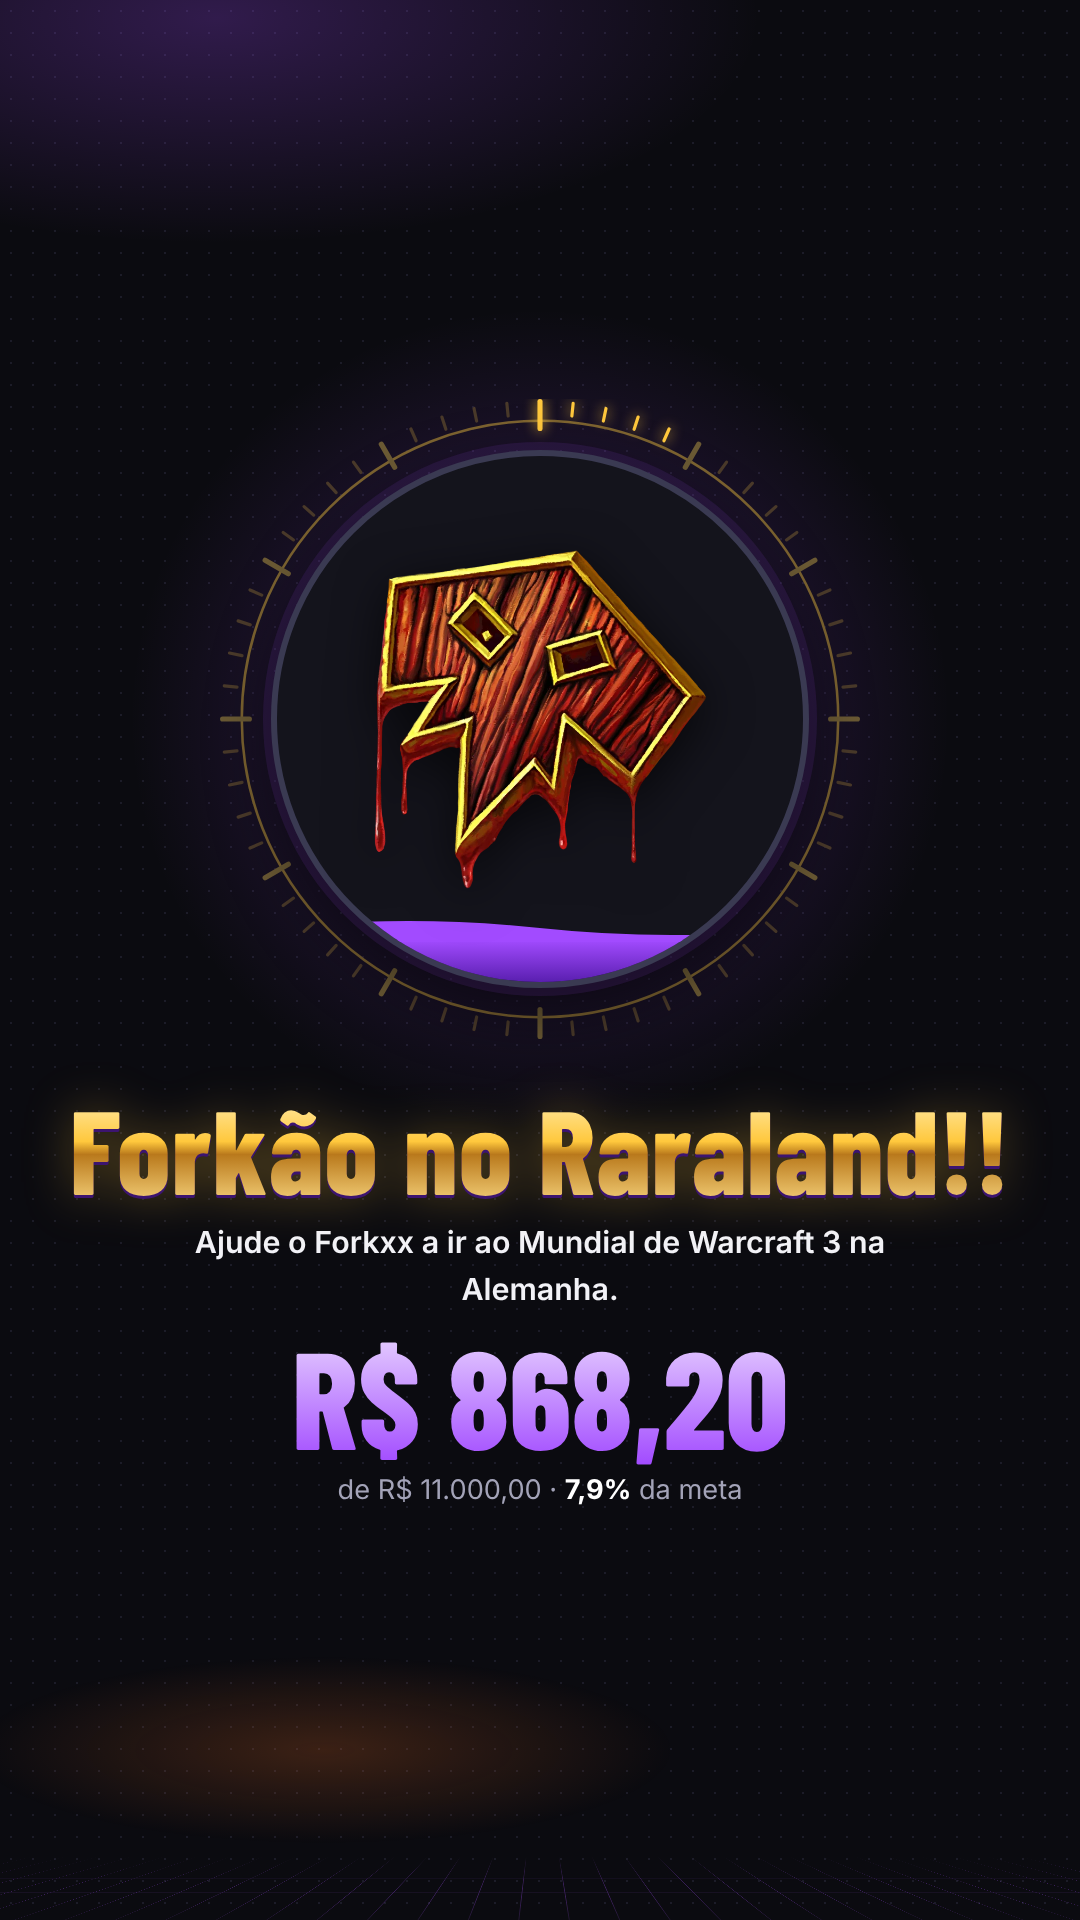 Forkão no Raraland!!
Ajude o Forkxx a ir ao Mundial de Warcraft 3 na
Alemanha.
R$ 868,20
de R$ 11.000,00 · 7,9% da meta